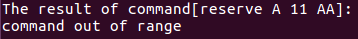 The result of command[reserve A 11 AA]:
command out of range